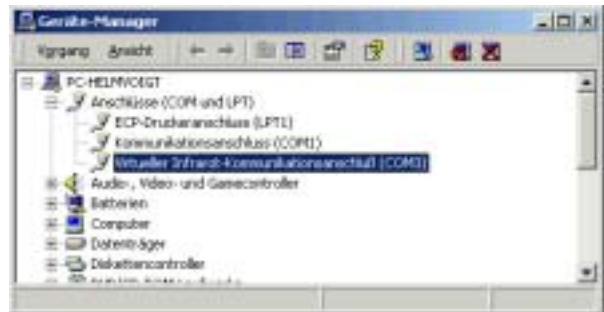 Geräte-Manager
Vorgang Ansicht
PC-HELMVOIGT
Anschlüsse (COM und LPT)
ECP-Druckeranschluss (LPT1)
Kommunikationsanschluss (COM1)
Virtueller Infrarot-Kommunikationsanschluß (COM3)
Audio-, Video- und Gamecontroller
Batterien
Computer
Datenträger
Diskettencontroller